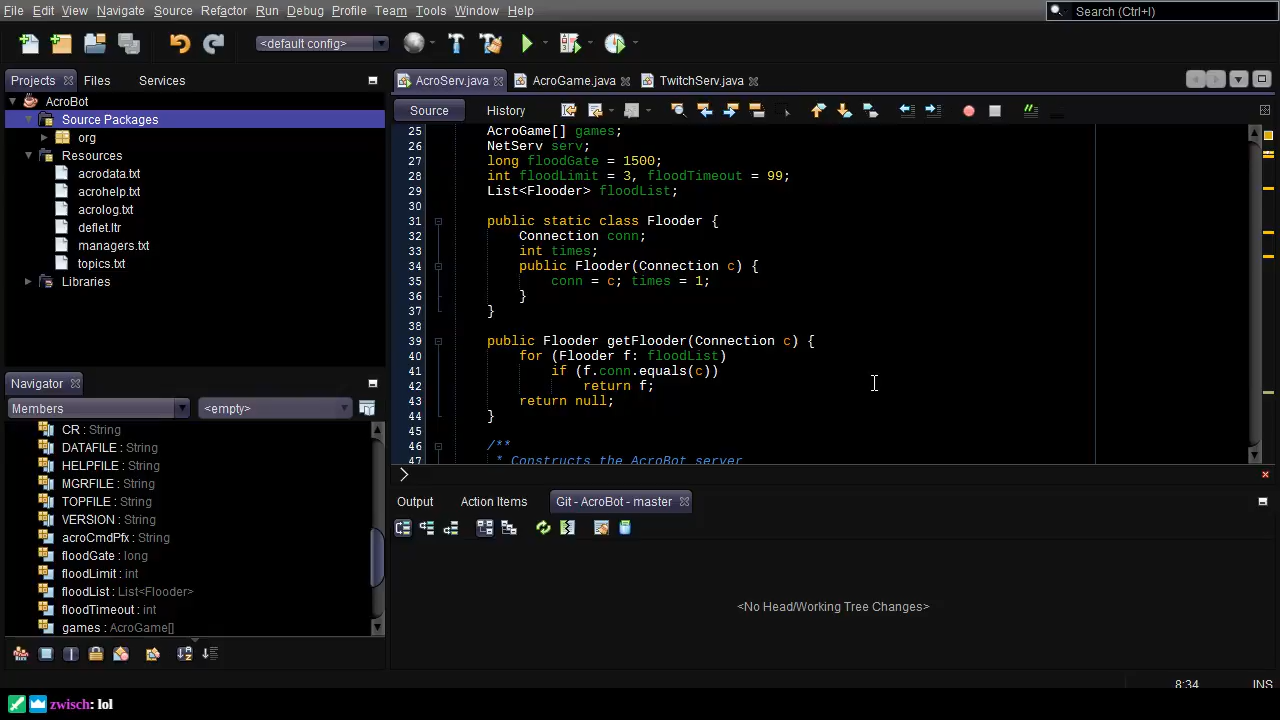 File Edit View Navigate Source Refactor Run Debug Profile Team Tools Window Help
Search (Ctrl+I)
<default config>
Projects Files Services
AcroServ.java AcroGame.java TwitchServ.java
AcroBot
Source Packages
org
Resources
acrodata.txt
acrohelp.txt
acrolog.txt
deflet.ltr
managers.txt
topics.txt
Libraries
Source History
25 AcroGame[] games;
26 NetServ serv;
27 long floodGate = 1500;
28 int floodLimit = 3, floodTimeout = 99;
29 List<Flooder> floodList;
30
31 public static class Flooder {
32 Connection conn;
33 int times;
34 public Flooder(Connection c) {
35 conn = c; times = 1;
36 }
37 }
38
39 public Flooder getFlooder(Connection c) {
40 for (Flooder f: floodList)
41 if (f.conn.equals(c))
42 return f;
43 return null;
44 }
45
46 /**
47 * Constructs the AcroBot server
Navigator
Members <empty>
CR : String
DATAFILE : String
HELPFILE : String
MGRFILE : String
TOPFILE : String
VERSION : String
acroCmdPfx : String
floodGate : long
floodLimit : int
floodList : List<Flooder>
floodTimeout : int
games : AcroGame[]
Output Action Items Git - AcroBot - master
<No Head/Working Tree Changes>
8:34 INS
zwisch: lol